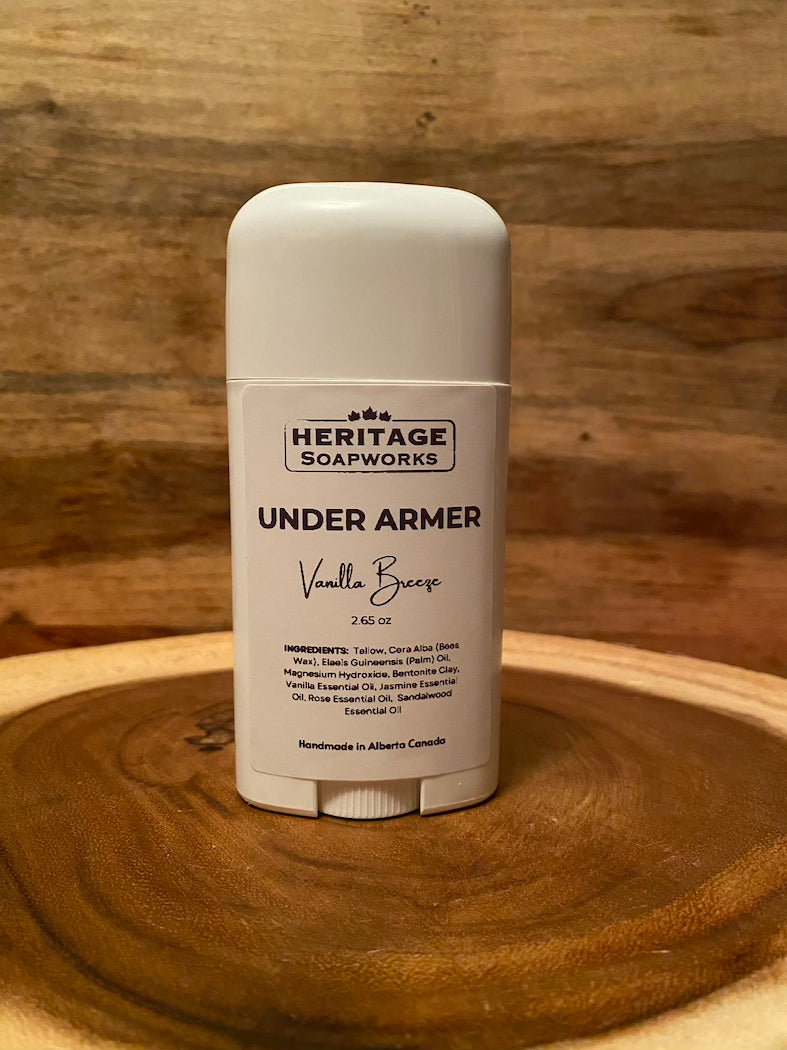 HERITAGE
SOAPWORKS
UNDER ARMER
Vanilla Breeze
2.65 oz
INGREDIENTS: Tallow, Cera Alba (Bees
Wax), Elaeis Guineensis (Palm) Oil,
Magnesium Hydroxide, Bentonite Clay,
Vanilla Essential Oil, Jasmine Essential
Oil, Rose Essential Oil, Sandalwood
Essential Oil
Handmade in Alberta Canada